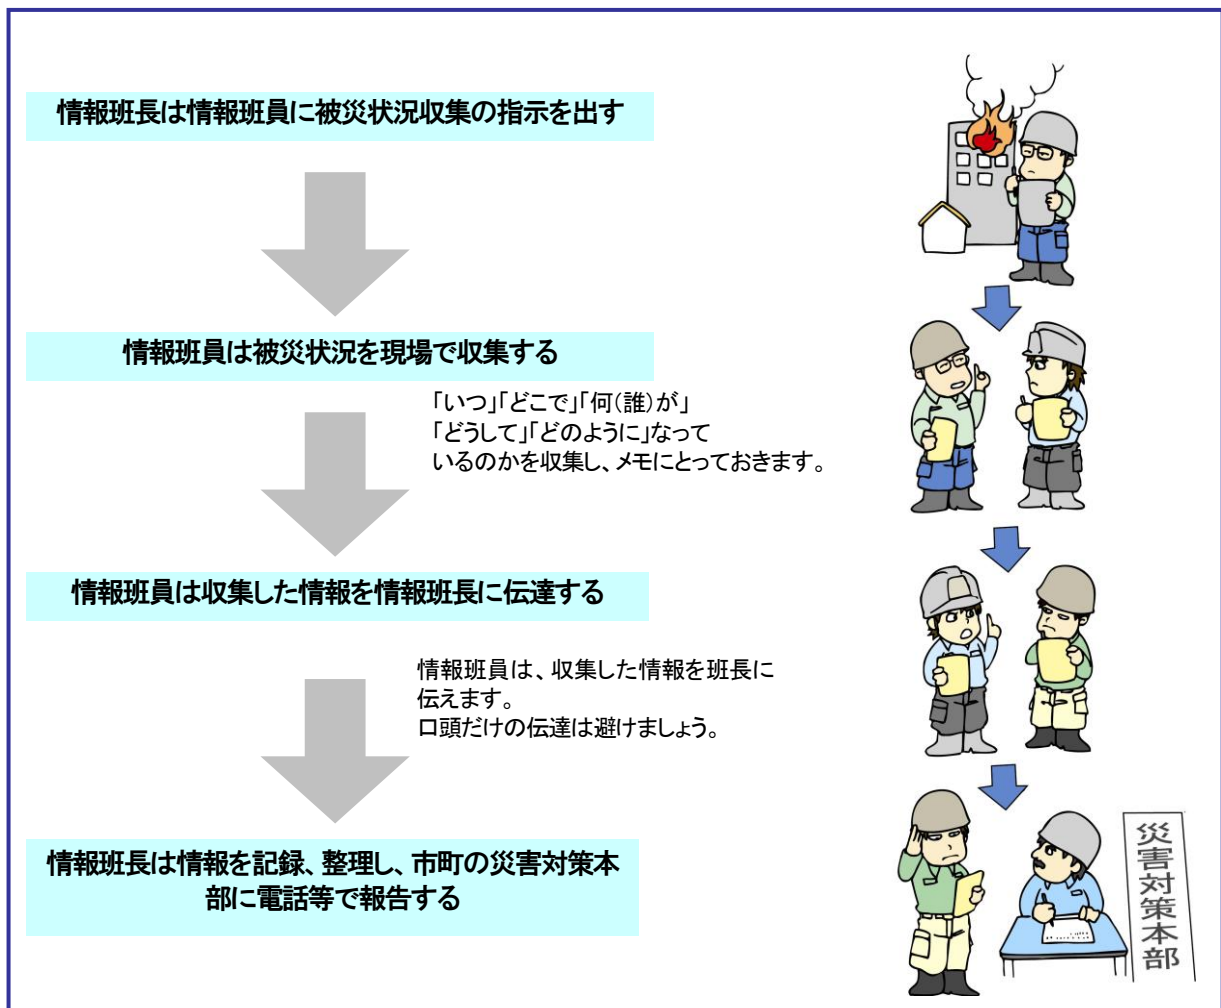 情報班長は情報班員に被災状況収集の指示を出す
情報班員は被災状況を現場で収集する
「いつ」「どこで」「何(誰)が」
「どうして」「どのように」なって
いるのかを収集し、メモにとっておきます。
情報班員は収集した情報を情報班長に伝達する
情報班員は、収集した情報を班長に
伝えます。
口頭だけの伝達は避けましょう。
情報班長は情報を記録、整理し、市町の災害対策本
部に電話等で報告する
災害対策本部